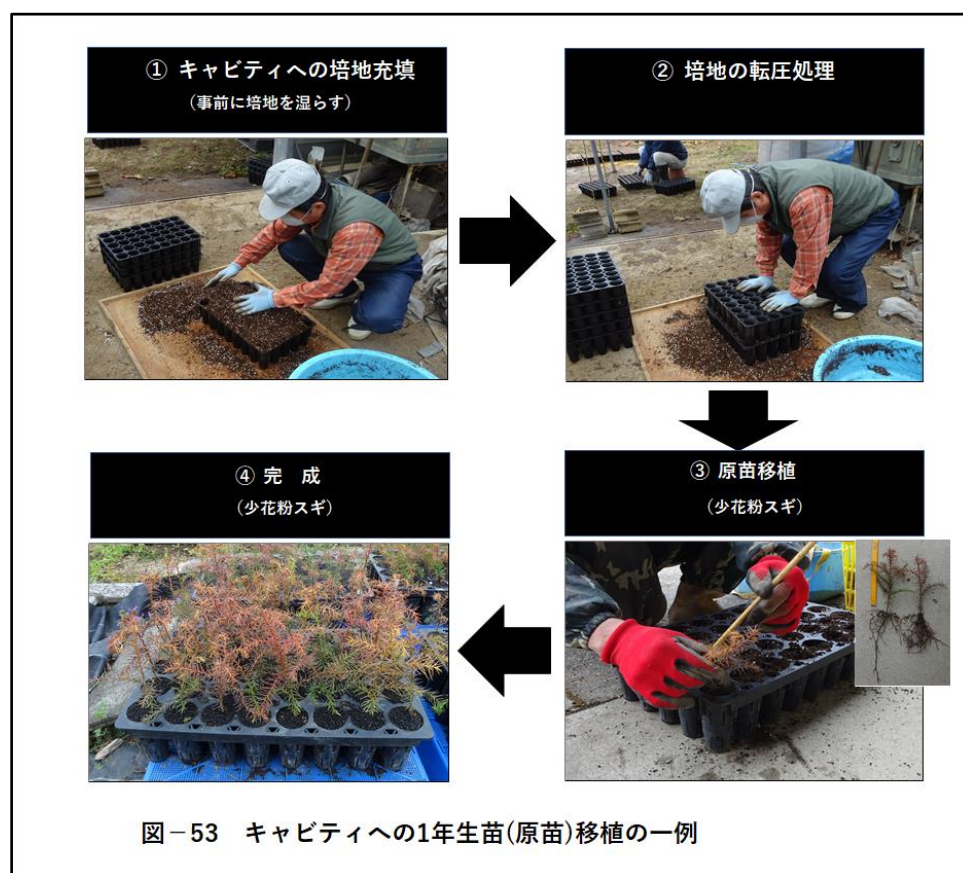 ① キャビティへの培地充填
（事前に培地を湿らす）
② 培地の転圧処理
③ 原苗移植
（少花粉スギ）
④ 完　成
（少花粉スギ）
図－53　キャビティへの1年生苗(原苗)移植の一例